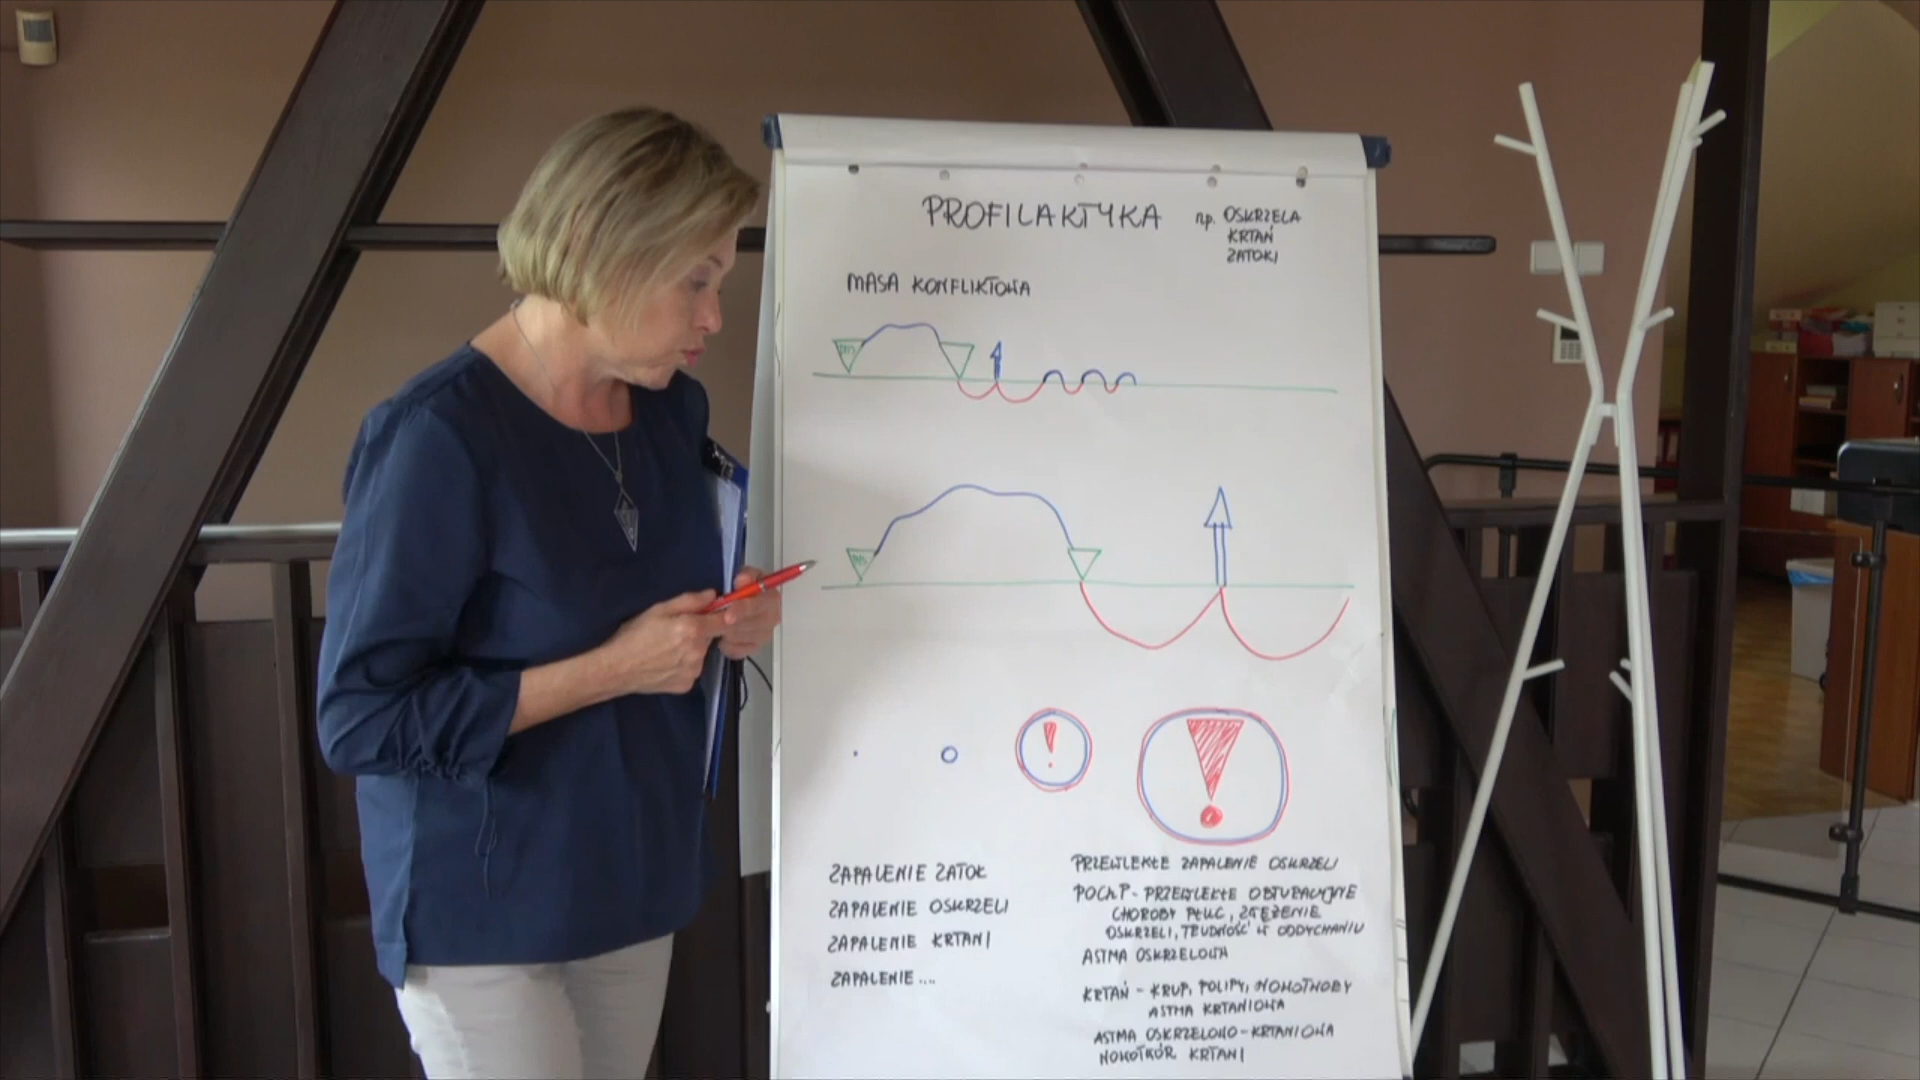 PROFILAKTYKA np. OSKRZELA
KRTAŃ
ZATOKI
MASA KONFLIKTOWA
DHS
DHS
ZAPALENIE ZATOK
ZAPALENIE OSKRZELI
ZAPALENIE KRTANI
ZAPALENIE ...
PRZEWLEKŁE ZAPALENIE OSKRZELI
POCHP - PRZEWLEKŁE OBTURACYJNE
CHOROBY PŁUC, ZWĘŻENIE
OSKRZELI, TRUDNOŚĆ W ODDYCHANIU
ASTMA OSKRZELOWA
KRTAŃ - KRUP, POLIPY, NOWOTWORY
ASTMA KRTANIOWA
ASTMA OSKRZELOWO-KRTANIOWA
NOWOTWÓR KRTANI